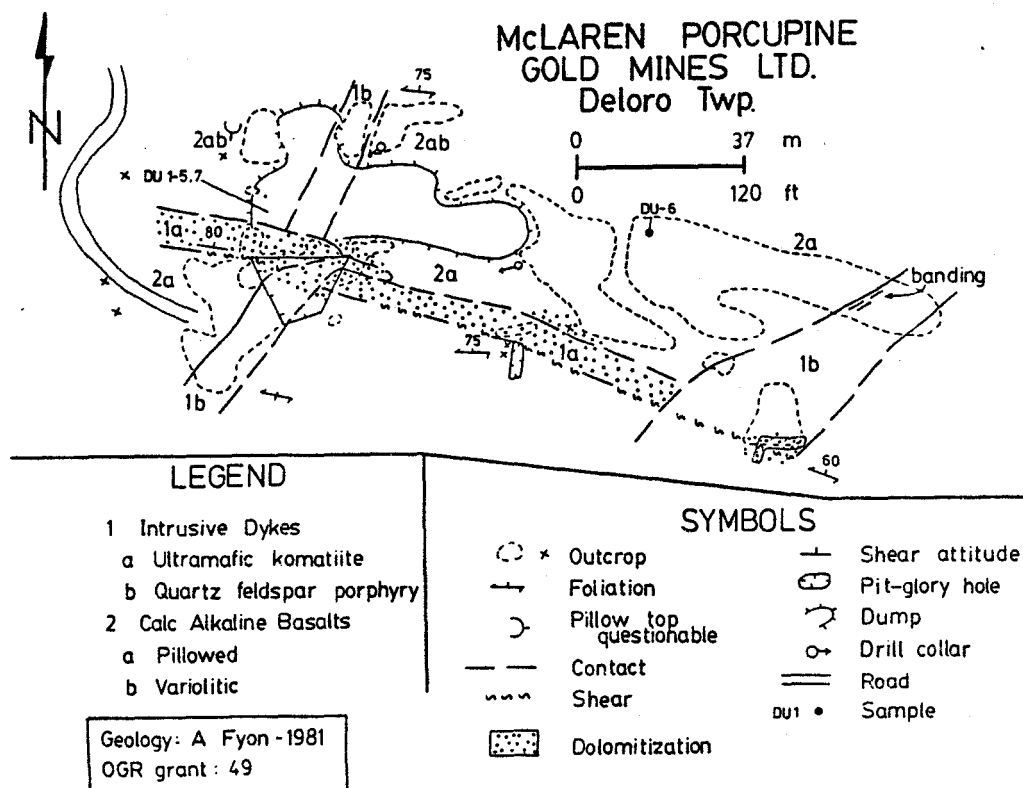 McLAREN PORCUPINE
GOLD MINES LTD.
Deloro Twp.
0 37 m
0 120 ft
N
75
1b
2ab
2ab
DU 1-5,7
DU-6
1a
80
2a
2a
2a
banding
75
1a
1b
1b
60
LEGEND
1 Intrusive Dykes
a Ultramafic komatiite
b Quartz feldspar porphyry
2 Calc Alkaline Basalts
a Pillowed
b Variolitic
Geology: A Fyon - 1981
OGR grant : 49
SYMBOLS
Outcrop
Foliation
Pillow top
questionable
Contact
Shear
Dolomitization
Shear attitude
Pit-glory hole
Dump
Drill collar
Road
DU1 Sample